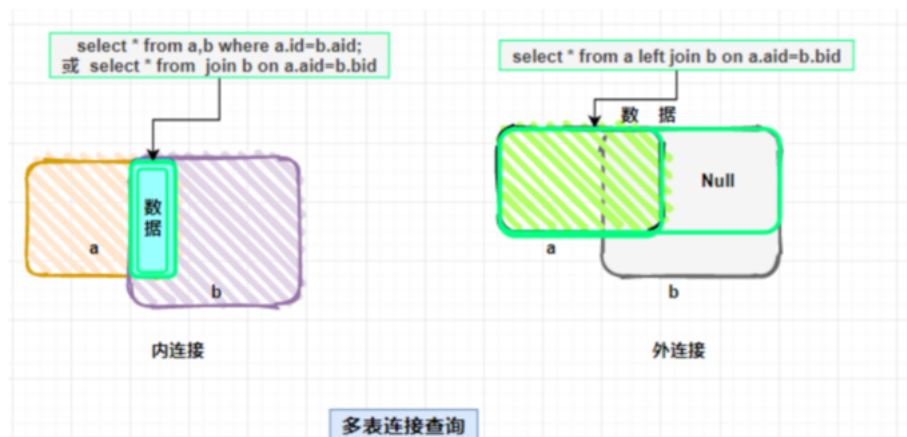 select * from a,b where a.id=b.aid;
或 select * from  join b on a.aid=b.bid
数
据
a
b
内连接
select * from a left join b on a.aid=b.bid
数 据
Null
a
b
外连接
多表连接查询